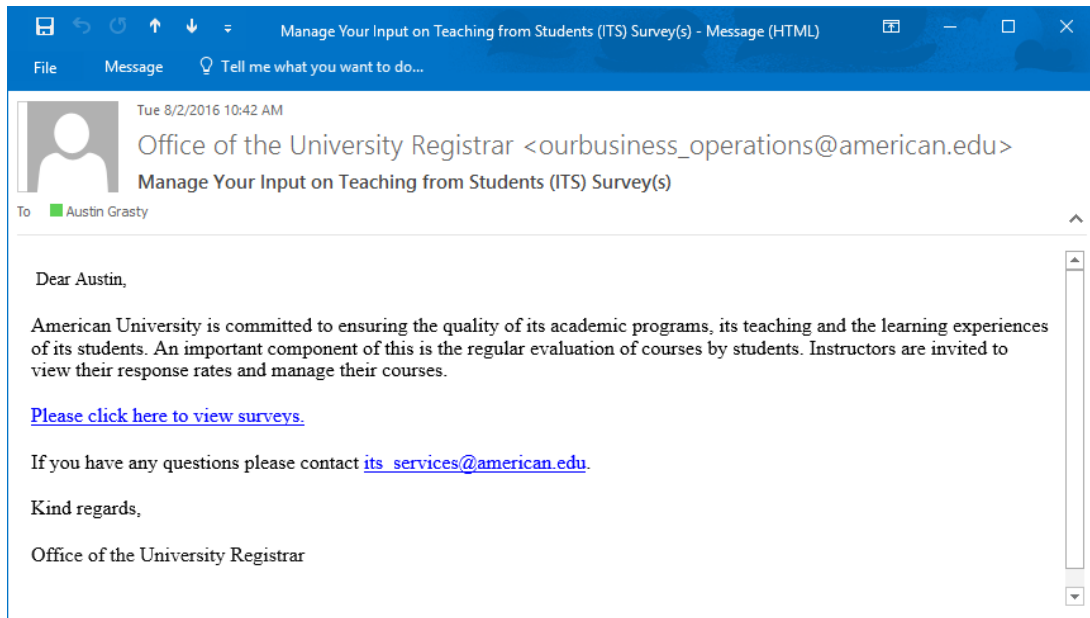 Manage Your Input on Teaching from Students (ITS) Survey(s) - Message (HTML)
File Message Tell me what you want to do...
Tue 8/2/2016 10:42 AM
Office of the University Registrar <ourbusiness_operations@american.edu>
Manage Your Input on Teaching from Students (ITS) Survey(s)
To Austin Grasty
Dear Austin,
American University is committed to ensuring the quality of its academic programs, its teaching and the learning experiences
of its students. An important component of this is the regular evaluation of courses by students. Instructors are invited to
view their response rates and manage their courses.
Please click here to view surveys.
If you have any questions please contact its_services@american.edu.
Kind regards,
Office of the University Registrar